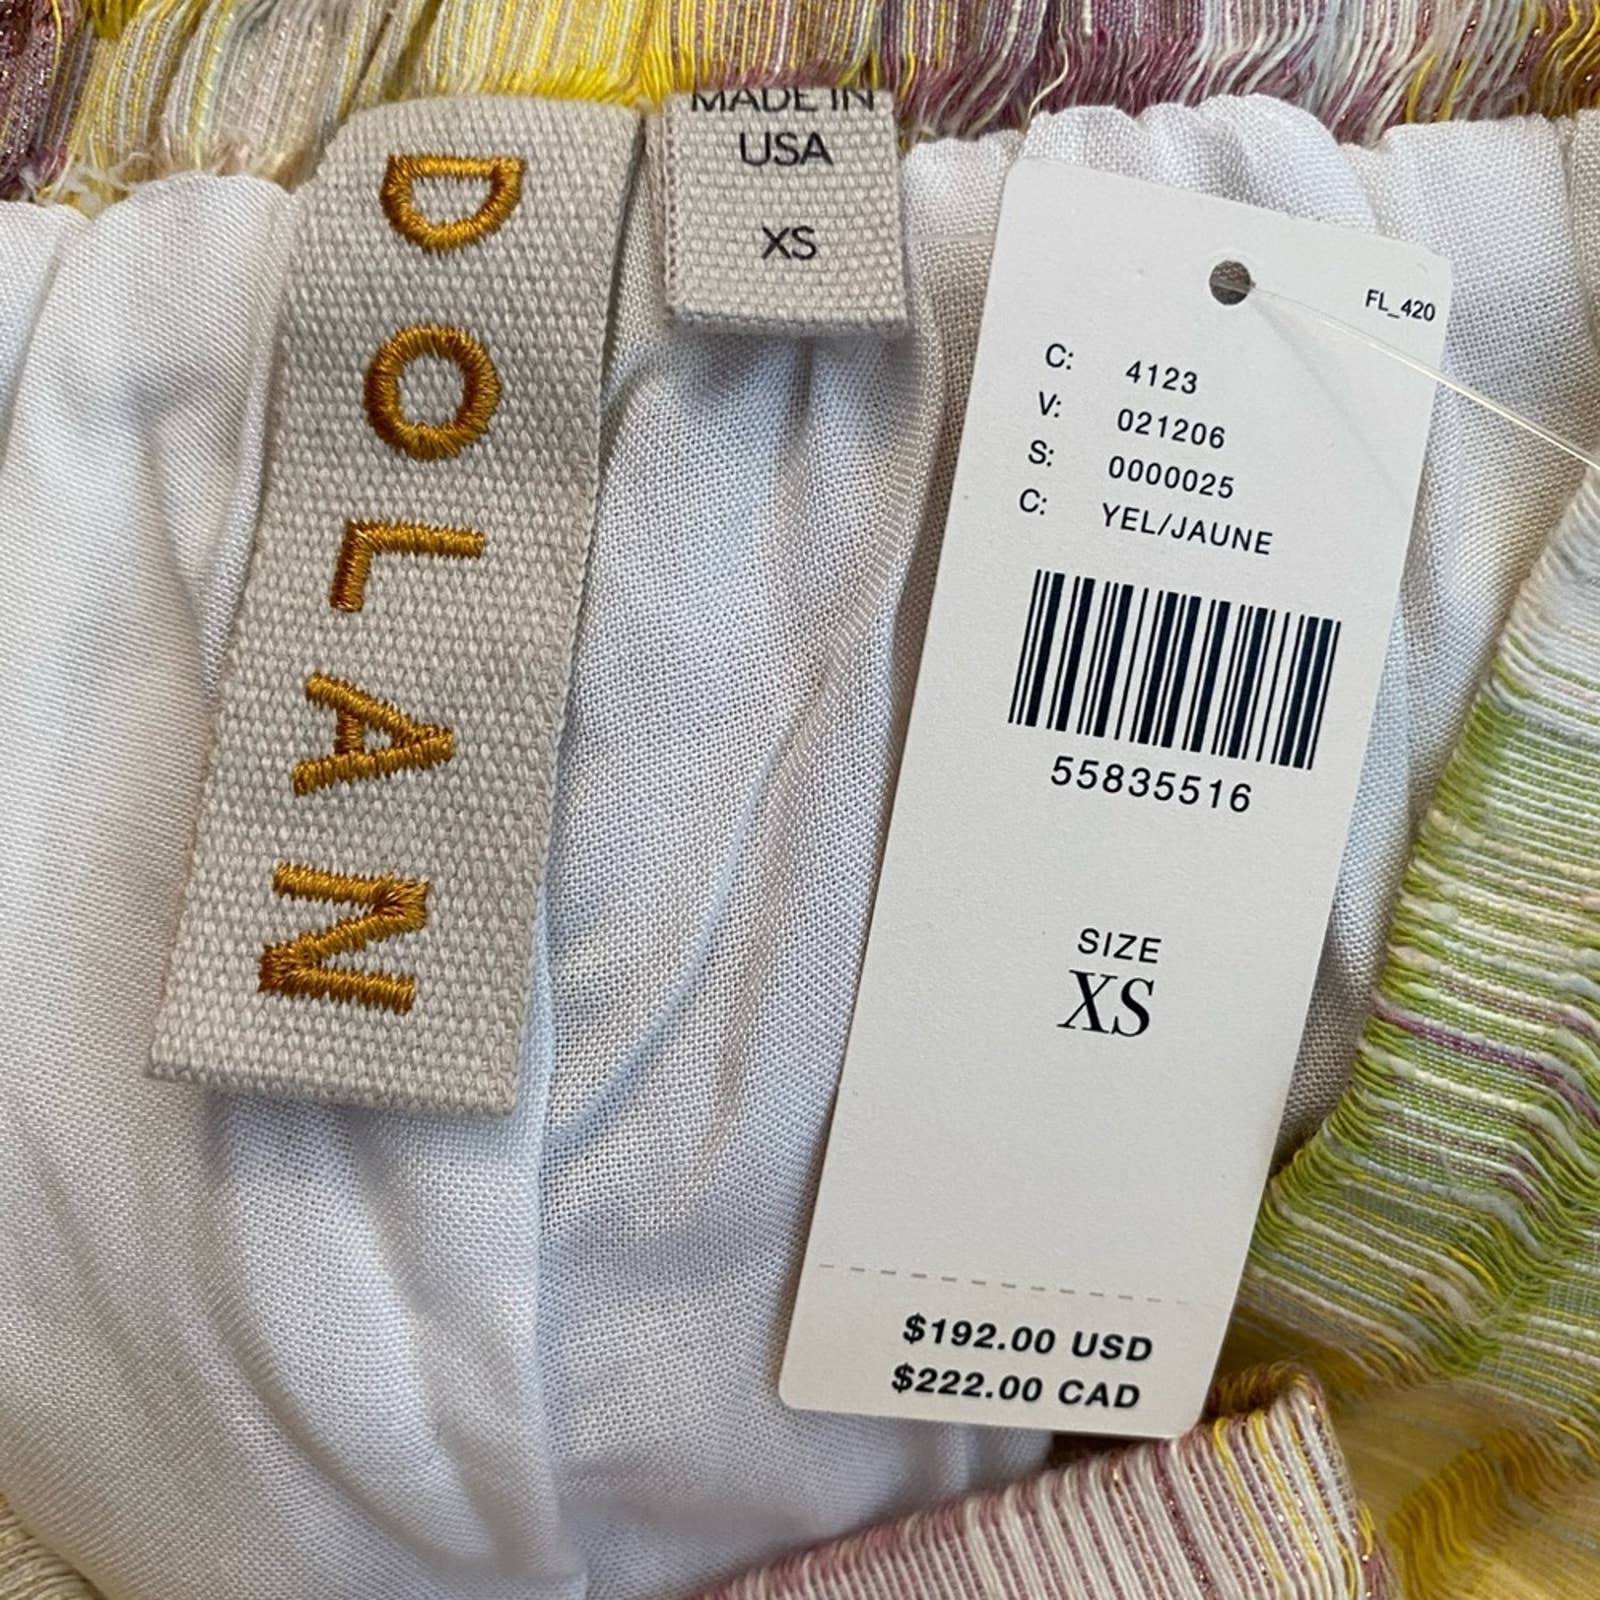 DOLAN
MADE IN
USA
XS
FL_420
C: 4123
V: 021206
S: 0000025
C: YEL/JAUNE
55835516
SIZE
XS
$192.00 USD
$222.00 CAD